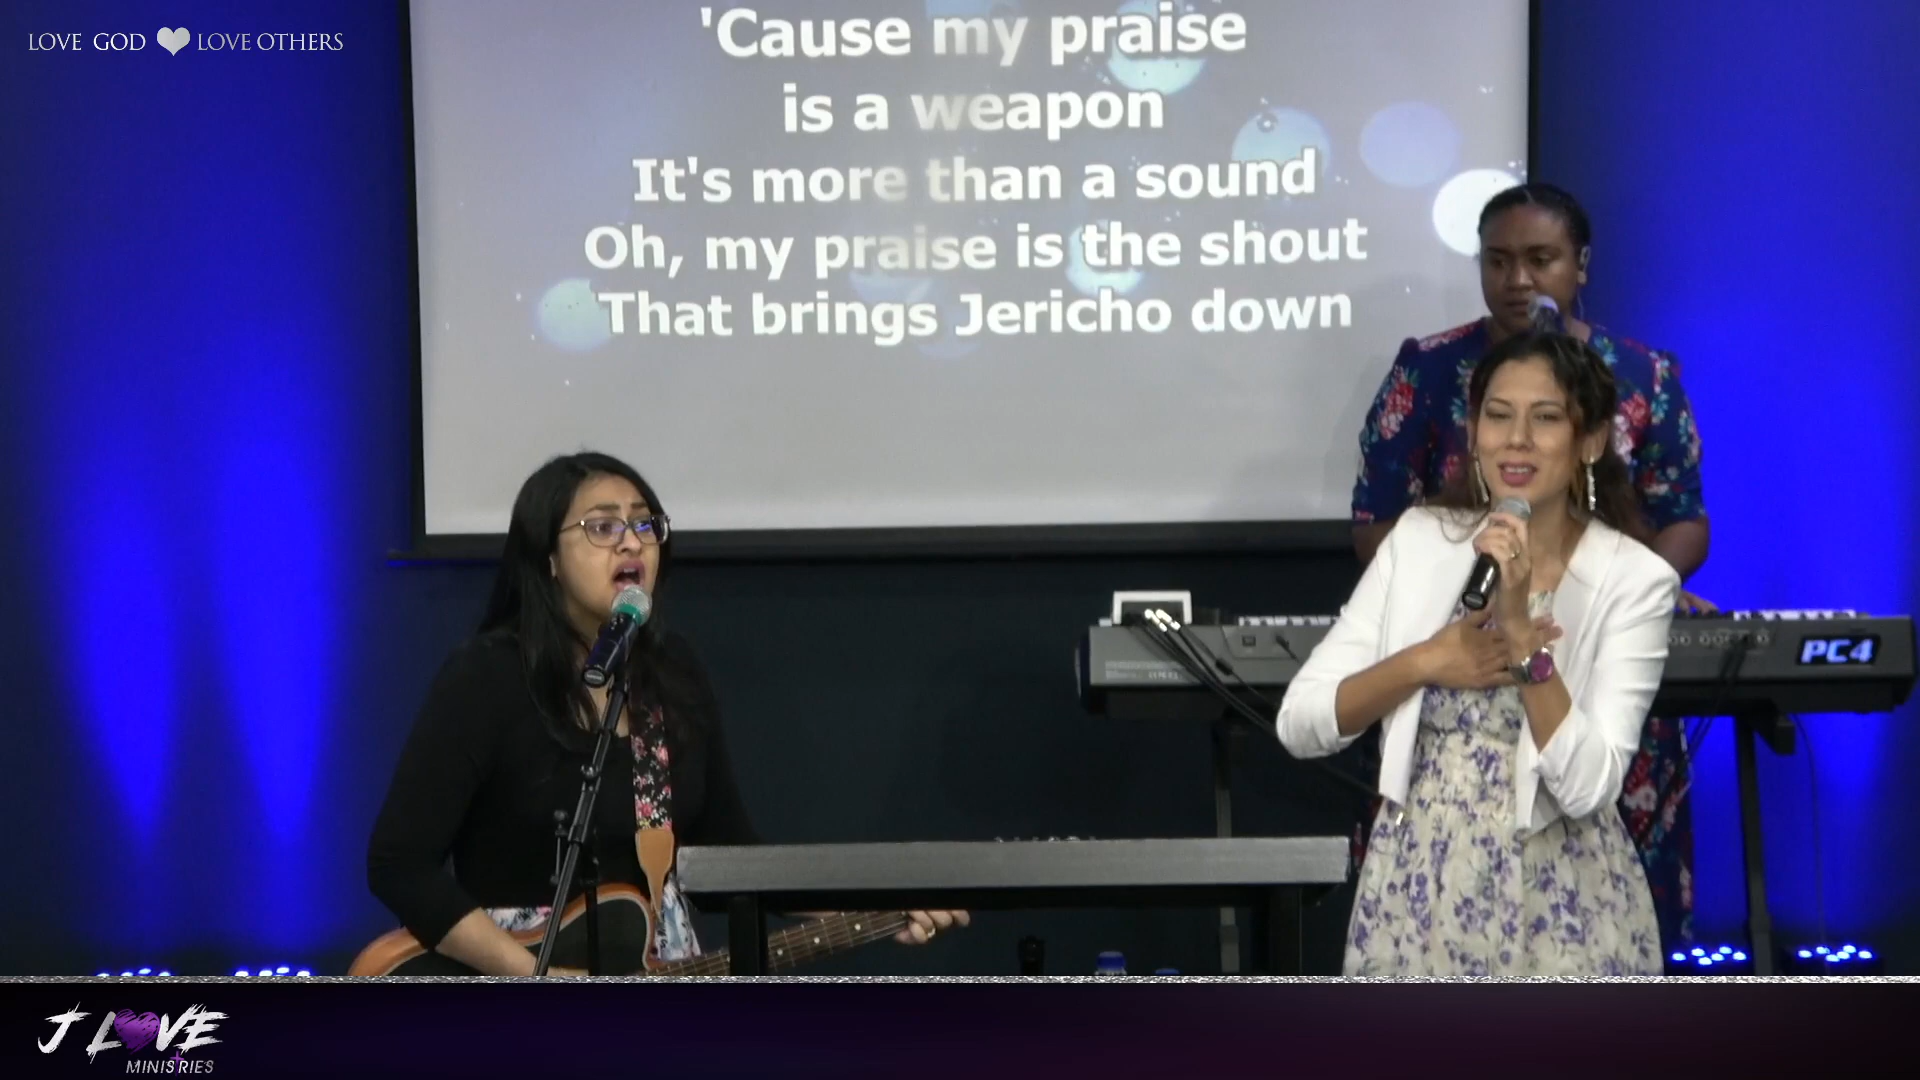 LOVE GOD LOVE OTHERS
'Cause my praise
is a weapon
It's more than a sound
Oh, my praise is the shout
That brings Jericho down
PC4
J LOVE
MINISTRIES